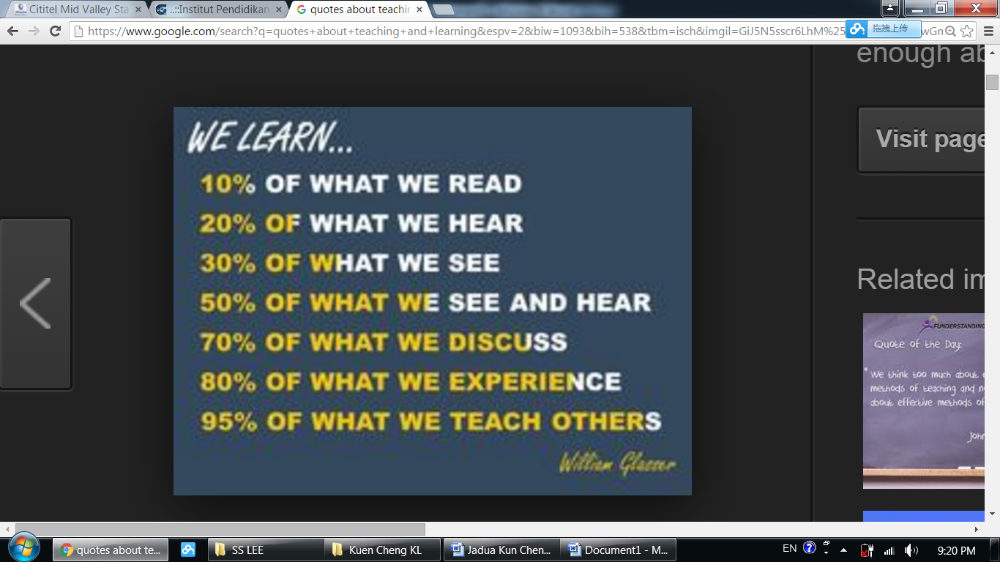 Cititel Mid Valley Sta
..::Institut Pendidikan
quotes about teachin
https://www.google.com/search?q=quotes+about+teaching+and+learning&espv=2&biw=1093&bih=538&tbm=isch&imgil=GiJ5N5sscr6LhM%25
wGn
拖拽上传
enough ab
Visit page
WE LEARN...
10% OF WHAT WE READ
20% OF WHAT WE HEAR
30% OF WHAT WE SEE
50% OF WHAT WE SEE AND HEAR
70% OF WHAT WE DISCUSS
80% OF WHAT WE EXPERIENCE
95% OF WHAT WE TEACH OTHERS
William Glasser
Related im
FUNDERSTANDING
Quote of the Day:
"We think too much about e
methods of teaching and n
about effective methods of
John
quotes about te...
SS LEE
Kuen Cheng KL
Jadua Kun Chen...
Document1 - M...
EN
9:20 PM